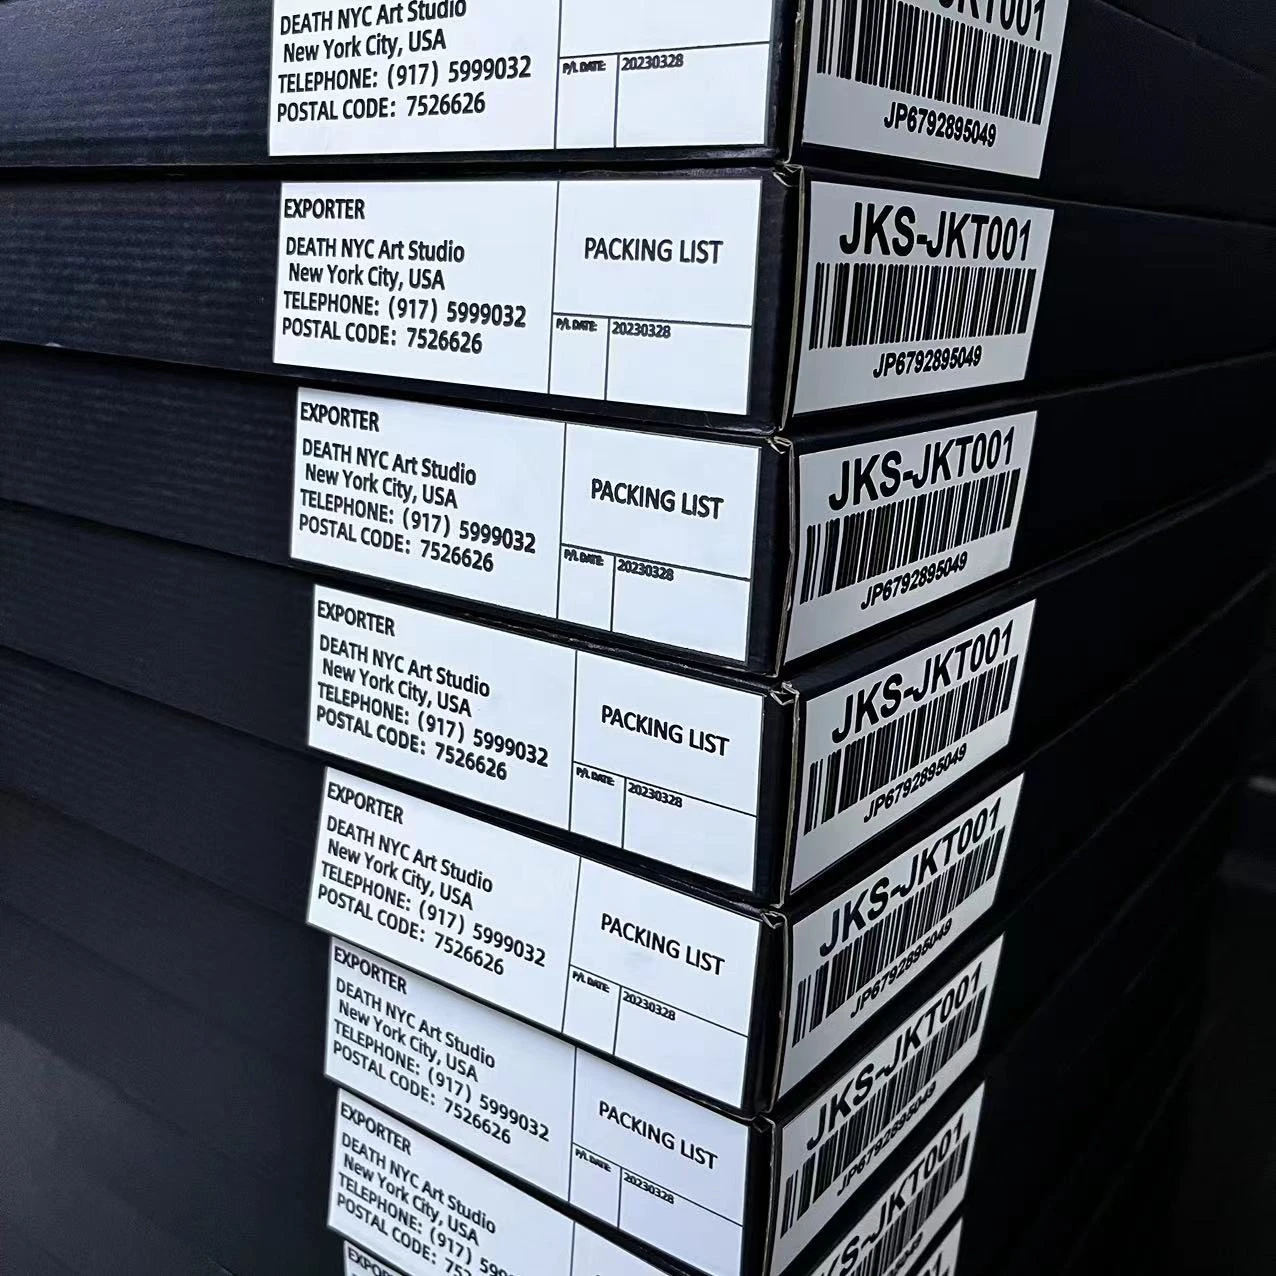 DEATH NYC Art Studio
New York City, USA
TELEPHONE: (917) 5999032
POSTAL CODE: 7526626
P/L DATE: 20230328
JKT001
JP6792895049
EXPORTER
DEATH NYC Art Studio
New York City, USA
TELEPHONE: (917) 5999032
POSTAL CODE: 7526626
PACKING LIST
P/L DATE: 20230328
JKS-JKT001
JP6792895049
EXPORTER
DEATH NYC Art Studio
New York City, USA
TELEPHONE: (917) 5999032
POSTAL CODE: 7526626
PACKING LIST
P/L DATE: 20230328
JKS-JKT001
JP6792895049
EXPORTER
DEATH NYC Art Studio
New York City, USA
TELEPHONE: (917) 5999032
POSTAL CODE: 7526626
PACKING LIST
P/L DATE: 20230328
JKS-JKT001
JP6792895049
EXPORTER
DEATH NYC Art Studio
New York City, USA
TELEPHONE: (917) 5999032
POSTAL CODE: 7526626
PACKING LIST
P/L DATE: 20230328
JKS-JKT001
JP6792895049
EXPORTER
DEATH NYC Art Studio
New York City, USA
TELEPHONE: (917) 5999032
POSTAL CODE: 7526626
PACKING LIST
P/L DATE: 20230328
JKS-JKT001
JP6792895049
EXPORTER
DEATH NYC Art Studio
New York City, USA
TELEPHONE: (917) 599
POSTAL CODE: 752
JKS-JKT001
EXPOR